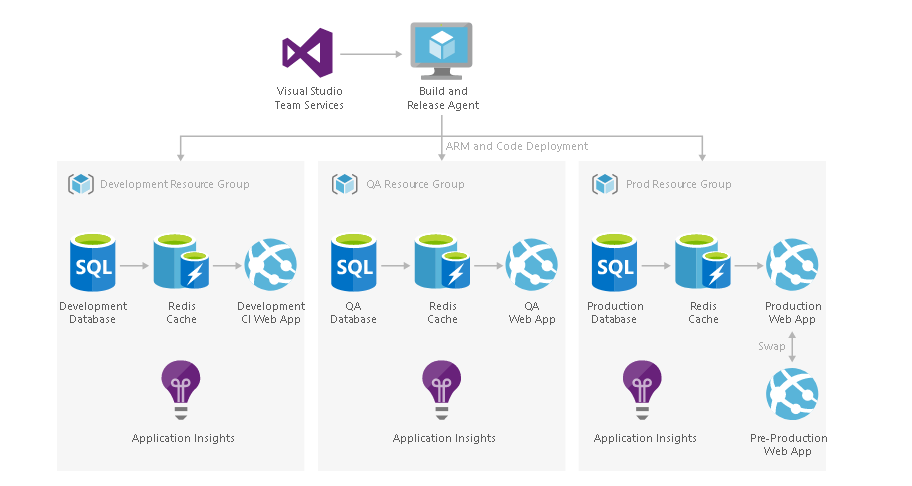 Visual Studio
Team Services
Build and
Release Agent
ARM and Code Deployment
Development Resource Group
QA Resource Group
Prod Resource Group
SQL
SQL
SQL
Development
Database
Redis
Cache
Development
CI Web App
QA
Database
Redis
Cache
QA
Web App
Production
Database
Redis
Cache
Production
Web App
Swap
Application Insights
Application Insights
Application Insights
Pre-Production
Web App